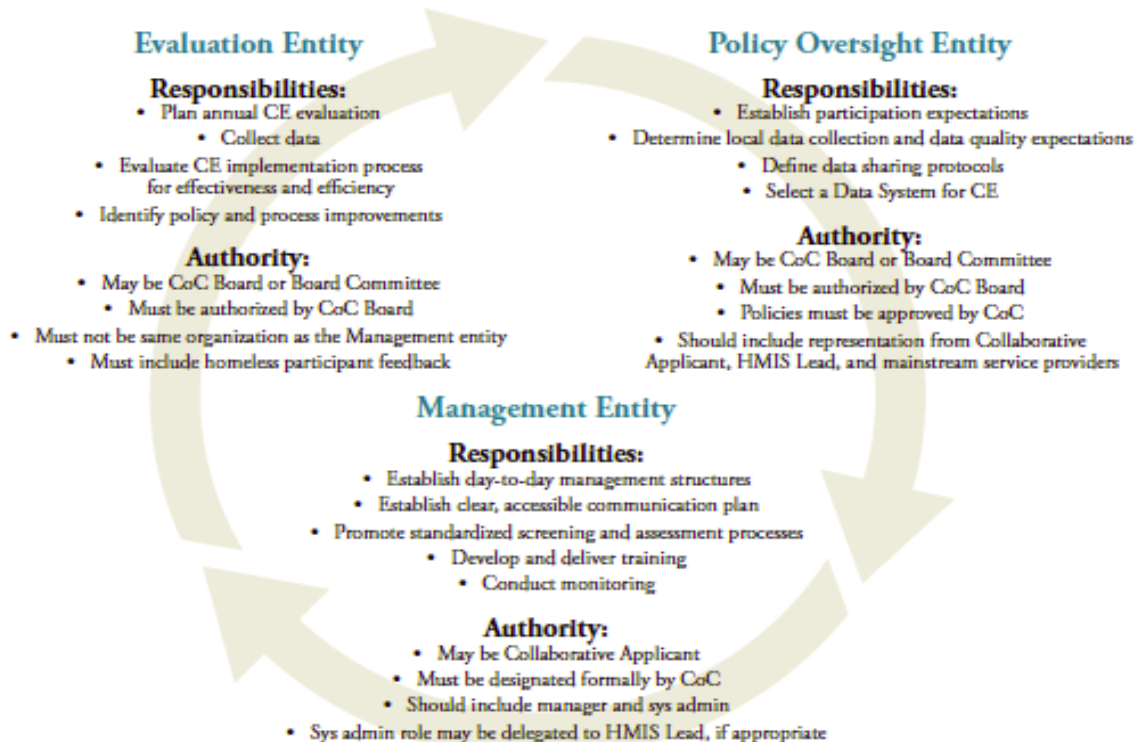 Evaluation Entity
Responsibilities:
• Plan annual CE evaluation
• Collect data
• Evaluate CE implementation process
for effectiveness and efficiency
• Identify policy and process improvements
Authority:
• May be CoC Board or Board Committee
• Must be authorized by CoC Board
• Must not be same organization as the Management entity
• Must include homeless participant feedback
Policy Oversight Entity
Responsibilities:
• Establish participation expectations
• Determine local data collection and data quality expectations
• Define data sharing protocols
• Select a Data System for CE
Authority:
• May be CoC Board or Board Committee
• Must be authorized by CoC Board
• Policies must be approved by CoC
• Should include representation from Collaborative
Applicant, HMIS Lead, and mainstream service providers
Management Entity
Responsibilities:
• Establish day-to-day management structures
• Establish clear, accessible communication plan
• Promote standardized screening and assessment processes
• Develop and deliver training
• Conduct monitoring
Authority:
• May be Collaborative Applicant
• Must be designated formally by CoC
• Should include manager and sys admin
• Sys admin role may be delegated to HMIS Lead, if appropriate